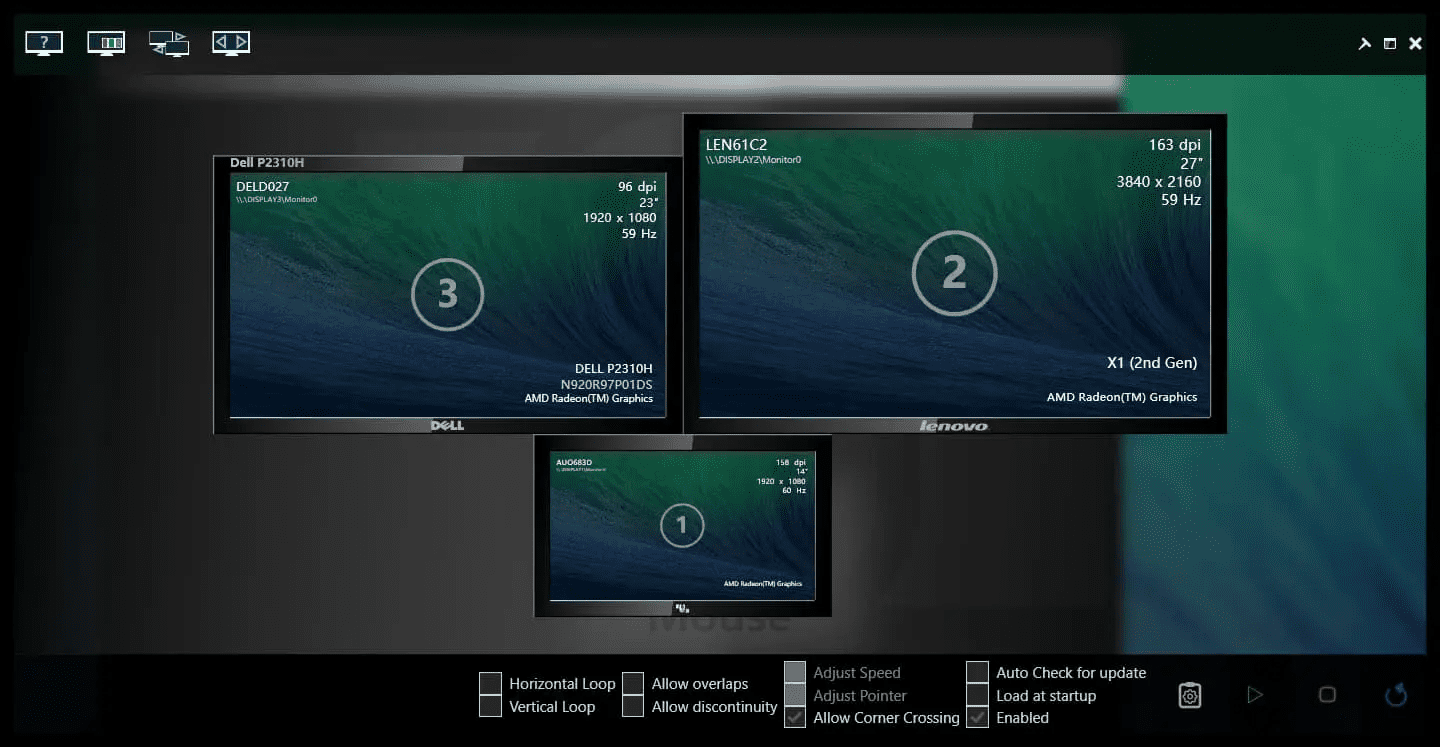 ?
Dell P2310H
DELD027
\\.\DISPLAY3\Monitor0
96 dpi
23"
1920 x 1080
59 Hz
3
DELL P2310H
N920R97P01DS
AMD Radeon(TM) Graphics
DELL
LEN61C2
\\.\DISPLAY2\Monitor0
163 dpi
27"
3840 x 2160
59 Hz
2
X1 (2nd Gen)
AMD Radeon(TM) Graphics
lenovo
AUO683D
\\.\DISPLAY1\Monitor0
158 dpi
14"
1920 x 1080
60 Hz
1
AMD Radeon(TM) Graphics
Mouse
Horizontal Loop
Vertical Loop
Allow overlaps
Allow discontinuity
Adjust Speed
Adjust Pointer
Allow Corner Crossing
Auto Check for update
Load at startup
Enabled